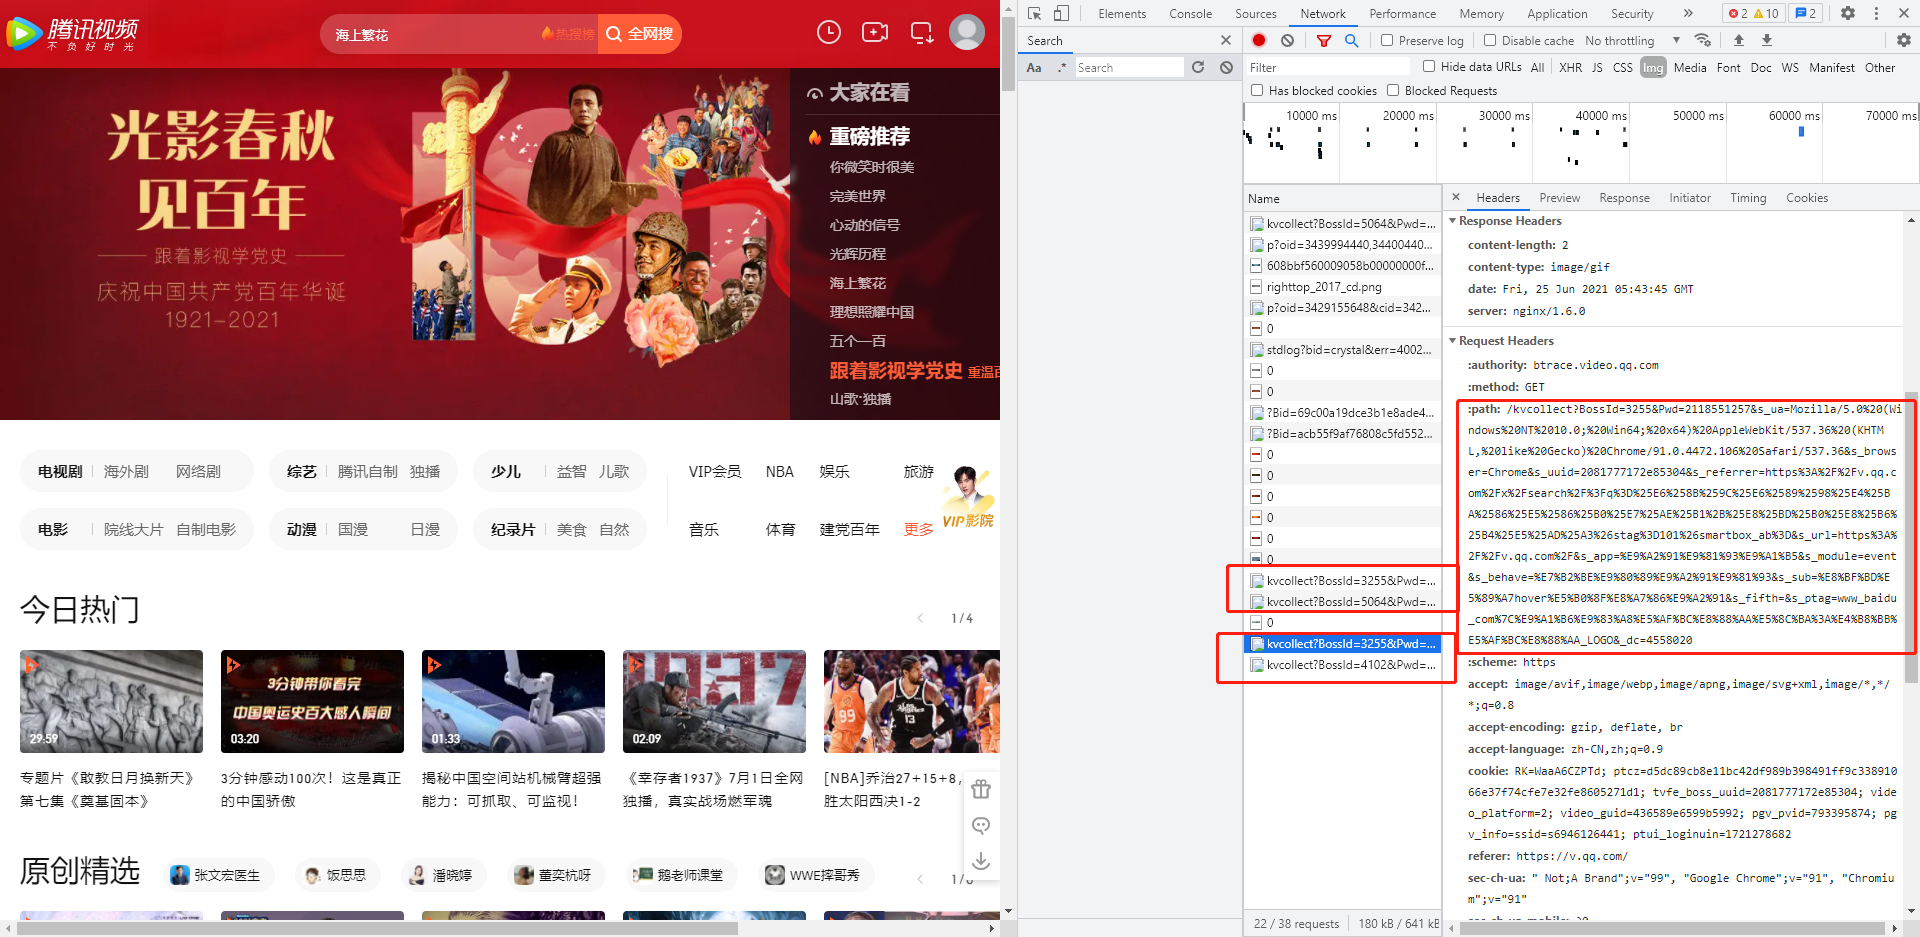 腾讯视频
不负好时光
海上繁花
热搜榜
全网搜
光影春秋
见百年
跟着影视学党史
庆祝中国共产党百年华诞
1921-2021
大家在看
重磅推荐
你微笑时很美
完美世界
心动的信号
光辉历程
海上繁花
理想照耀中国
五个一百
跟着影视学党史 重温百
山歌·独播
电视剧 海外剧 网络剧
综艺 腾讯自制 独播
少儿 益智 儿歌
VIP会员 NBA 娱乐 旅游
电影 院线大片 自制电影
动漫 国漫 日漫
纪录片 美食 自然
音乐 体育 建党百年 更多
VIP影院
今日热门
1/4
29:59
3分钟带你看完
中国奥运史百大感人瞬间
03:20
01:33
1937
02:09
99
13
专题片《敢教日月换新天》
第七集《奠基固本》
3分钟感动100次！这是真正
的中国骄傲
揭秘中国空间站机械臂超强
能力：可抓取、可监视！
《幸存者1937》7月1日全网
独播，真实战场燃军魂
[NBA]乔治27+15+8,
胜太阳西决1-2
原创精选
张文宏医生
饭思思
潘晓婷
董奕杭呀
鹅老师课堂
WWE摔哥秀
Elements Console Sources Network Performance Memory Application Security » 2 10 2
Search
Aa .* Search
Preserve log Disable cache No throttling
Filter Hide data URLs All XHR JS CSS Img Media Font Doc WS Manifest Other
Has blocked cookies Blocked Requests
10000 ms 20000 ms 30000 ms 40000 ms 50000 ms 60000 ms 70000 ms
Name
kvcollect?BossId=5064&Pwd=...
p?oid=3439994440,34400440...
608bbf560009058b00000000f...
righttop_2017_cd.png
p?oid=3429155648&cid=342...
0
stdlog?bid=crystal&err=4002...
0
0
?Bid=69c00a19dce3b1e8ade4...
?Bid=acb55f9af76808c5fd552...
0
0
0
0
0
0
kvcollect?BossId=3255&Pwd=...
kvcollect?BossId=5064&Pwd=...
0
kvcollect?BossId=3255&Pwd=...
kvcollect?BossId=4102&Pwd=...
22 / 38 requests 180 kB / 641 kB
Headers Preview Response Initiator Timing Cookies
Response Headers
content-length: 2
content-type: image/gif
date: Fri, 25 Jun 2021 05:43:45 GMT
server: nginx/1.6.0
Request Headers
:authority: btrace.video.qq.com
:method: GET
:path: /kvcollect?BossId=3255&Pwd=2118551257&s_ua=Mozilla/5.0%20(Wi
ndows%20NT%2010.0;%20Win64;%20x64)%20AppleWebKit/537.36%20(KHTM
L,%20like%20Gecko)%20Chrome/91.0.4472.106%20Safari/537.36&s_brows
er=Chrome&s_uuid=2081777172e85304&s_referrer=https%3A%2F%2Fv.qq.c
om%2Fx%2Fsearch%2F%3Fq%3D%25E6%258B%259C%25E6%2589%2598%25E4%25B
A%2586%25E5%2586%25B0%25E7%25AE%25B1%2B%25E8%25BD%25B0%25E8%25B6%
25B4%25E5%25AD%25A3%26stag%3D101%26smartbox_ab%3D&s_url=https%3A%
2F%2Fv.qq.com%2F&s_app=%E9%A2%91%E9%81%93%E9%A1%B5&s_module=event
&s_behave=%E7%B2%BE%E9%80%89%E9%A2%91%E9%81%93&s_sub=%E8%BF%BD%E
5%89%A7hover%E5%B0%8F%E8%A7%86%E9%A2%91&s_fifth=&s_ptag=www_baidu
_com%7C%E9%A1%B6%E9%83%A8%E5%AF%BC%E8%88%AA%E5%8C%BA%3A%E4%B8%BB%
E5%AF%BC%E8%88%AA_LOGO&_dc=4558020
:scheme: https
accept: image/avif,image/webp,image/apng,image/svg+xml,image/*,*/
*;q=0.8
accept-encoding: gzip, deflate, br
accept-language: zh-CN,zh;q=0.9
cookie: RK=WaaA6CZPTd; ptcz=d5dc89cb8e11bc42df989b398491ff9c338910
66e37f74cfe7e32fe8605271d1; tvfe_boss_uuid=2081777172e85304; vide
o_platform=2; video_guid=436589e6599b5992; pgv_pvid=793395874; pg
v_info=ssid=s6946126441; ptui_loginuin=1721278682
referer: https://v.qq.com/
sec-ch-ua: " Not;A Brand";v="99", "Google Chrome";v="91", "Chromiu
m";v="91"